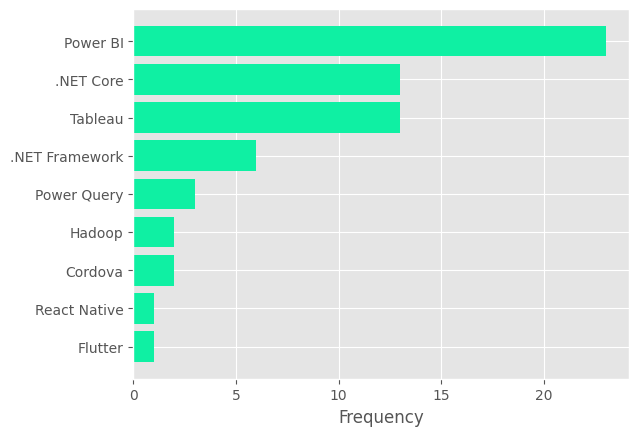 Power BI
.NET Core
Tableau
.NET Framework
Power Query
Hadoop
Cordova
React Native
Flutter
0 5 10 15 20
Frequency